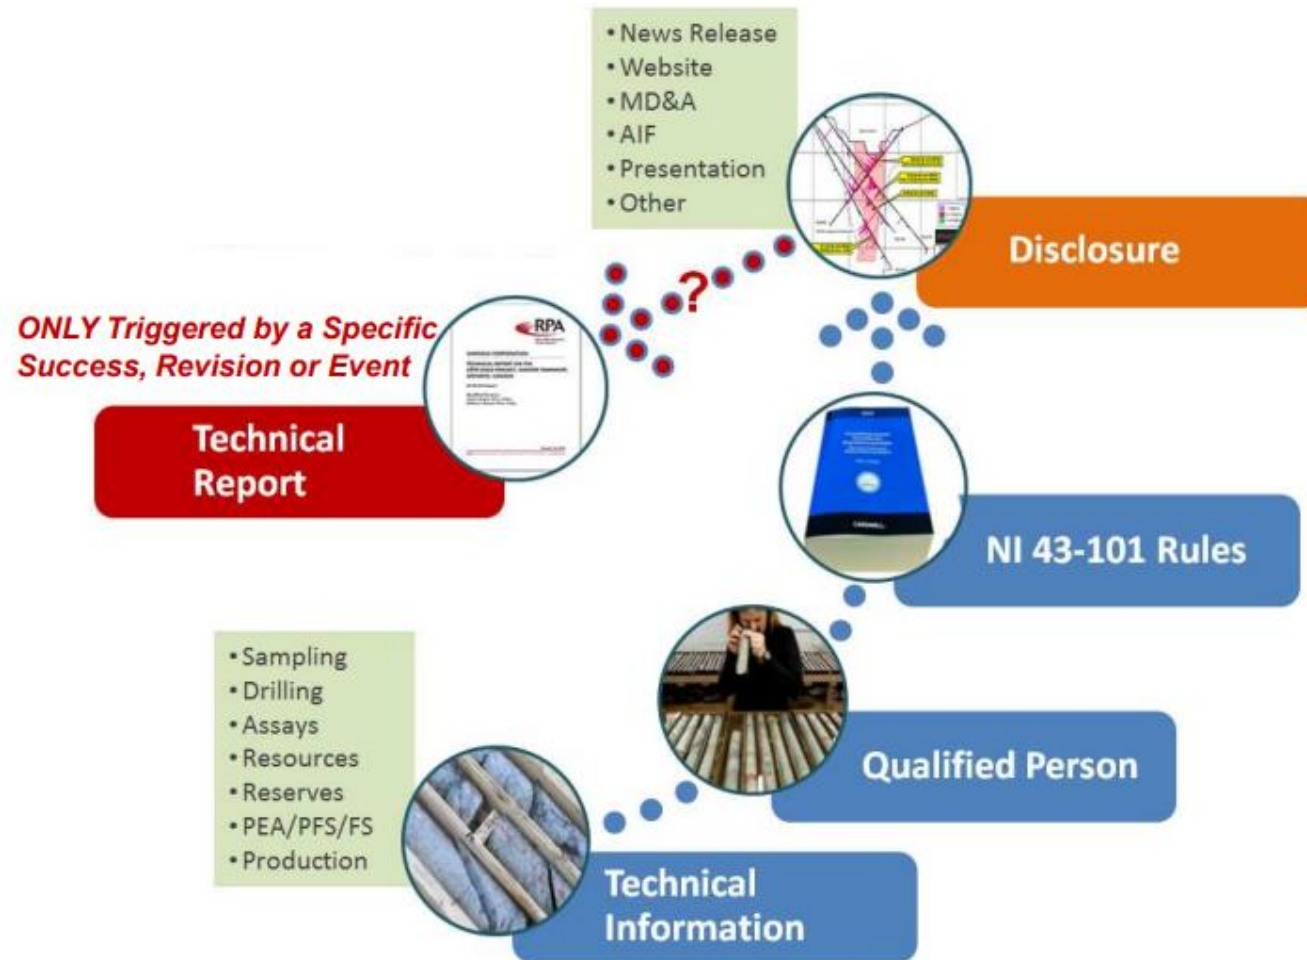 • News Release
• Website
• MD&A
• AIF
• Presentation
• Other
Disclosure
?
ONLY Triggered by a Specific
Success, Revision or Event
RPA
Technical
Report
NI 43-101 Rules
• Sampling
• Drilling
• Assays
• Resources
• Reserves
• PEA/PFS/FS
• Production
Qualified Person
Technical
Information